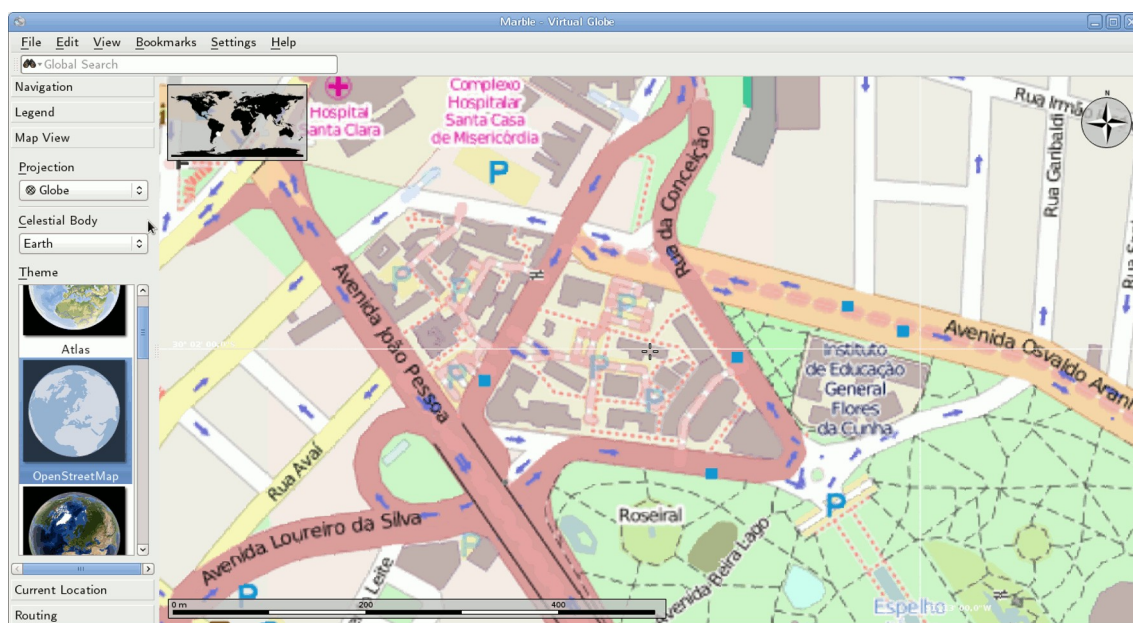 Marble - Virtual Globe
File Edit View Bookmarks Settings Help
Global Search
Navigation
Legend
Map View
Projection
Globe
Celestial Body
Earth
Theme
Atlas
OpenStreetMap
Current Location
Routing
Hospital
Santa Clara
Complexo
Hospitalar
Santa Casa
de Misericórdia
P
N
Rua Garibaldi
Rua da Conceição
Avenida João Pessoa
P
P
P
P
P
P
Avenida Osvaldo Aran
Instituto
de Educação
General
Flores
da Cunha
Rua Avaí
Avenida Loureiro da Silva
Roseiral
P
P
P
Avenida Beira Lago
Leite
Espelho
0 m 200 400